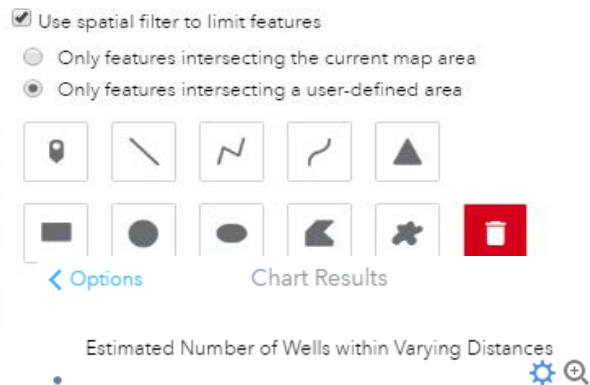 Use spatial filter to limit features
Only features intersecting the current map area
Only features intersecting a user-defined area
Options
Chart Results
Estimated Number of Wells within Varying Distances